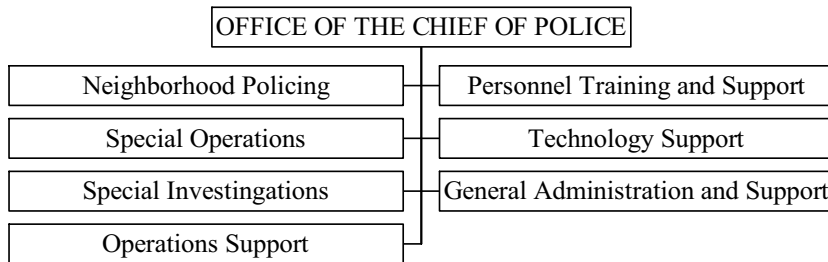 OFFICE OF THE CHIEF OF POLICE
Neighborhood Policing
Personnel Training and Support
Special Operations
Technology Support
Special Investingations
General Administration and Support
Operations Support